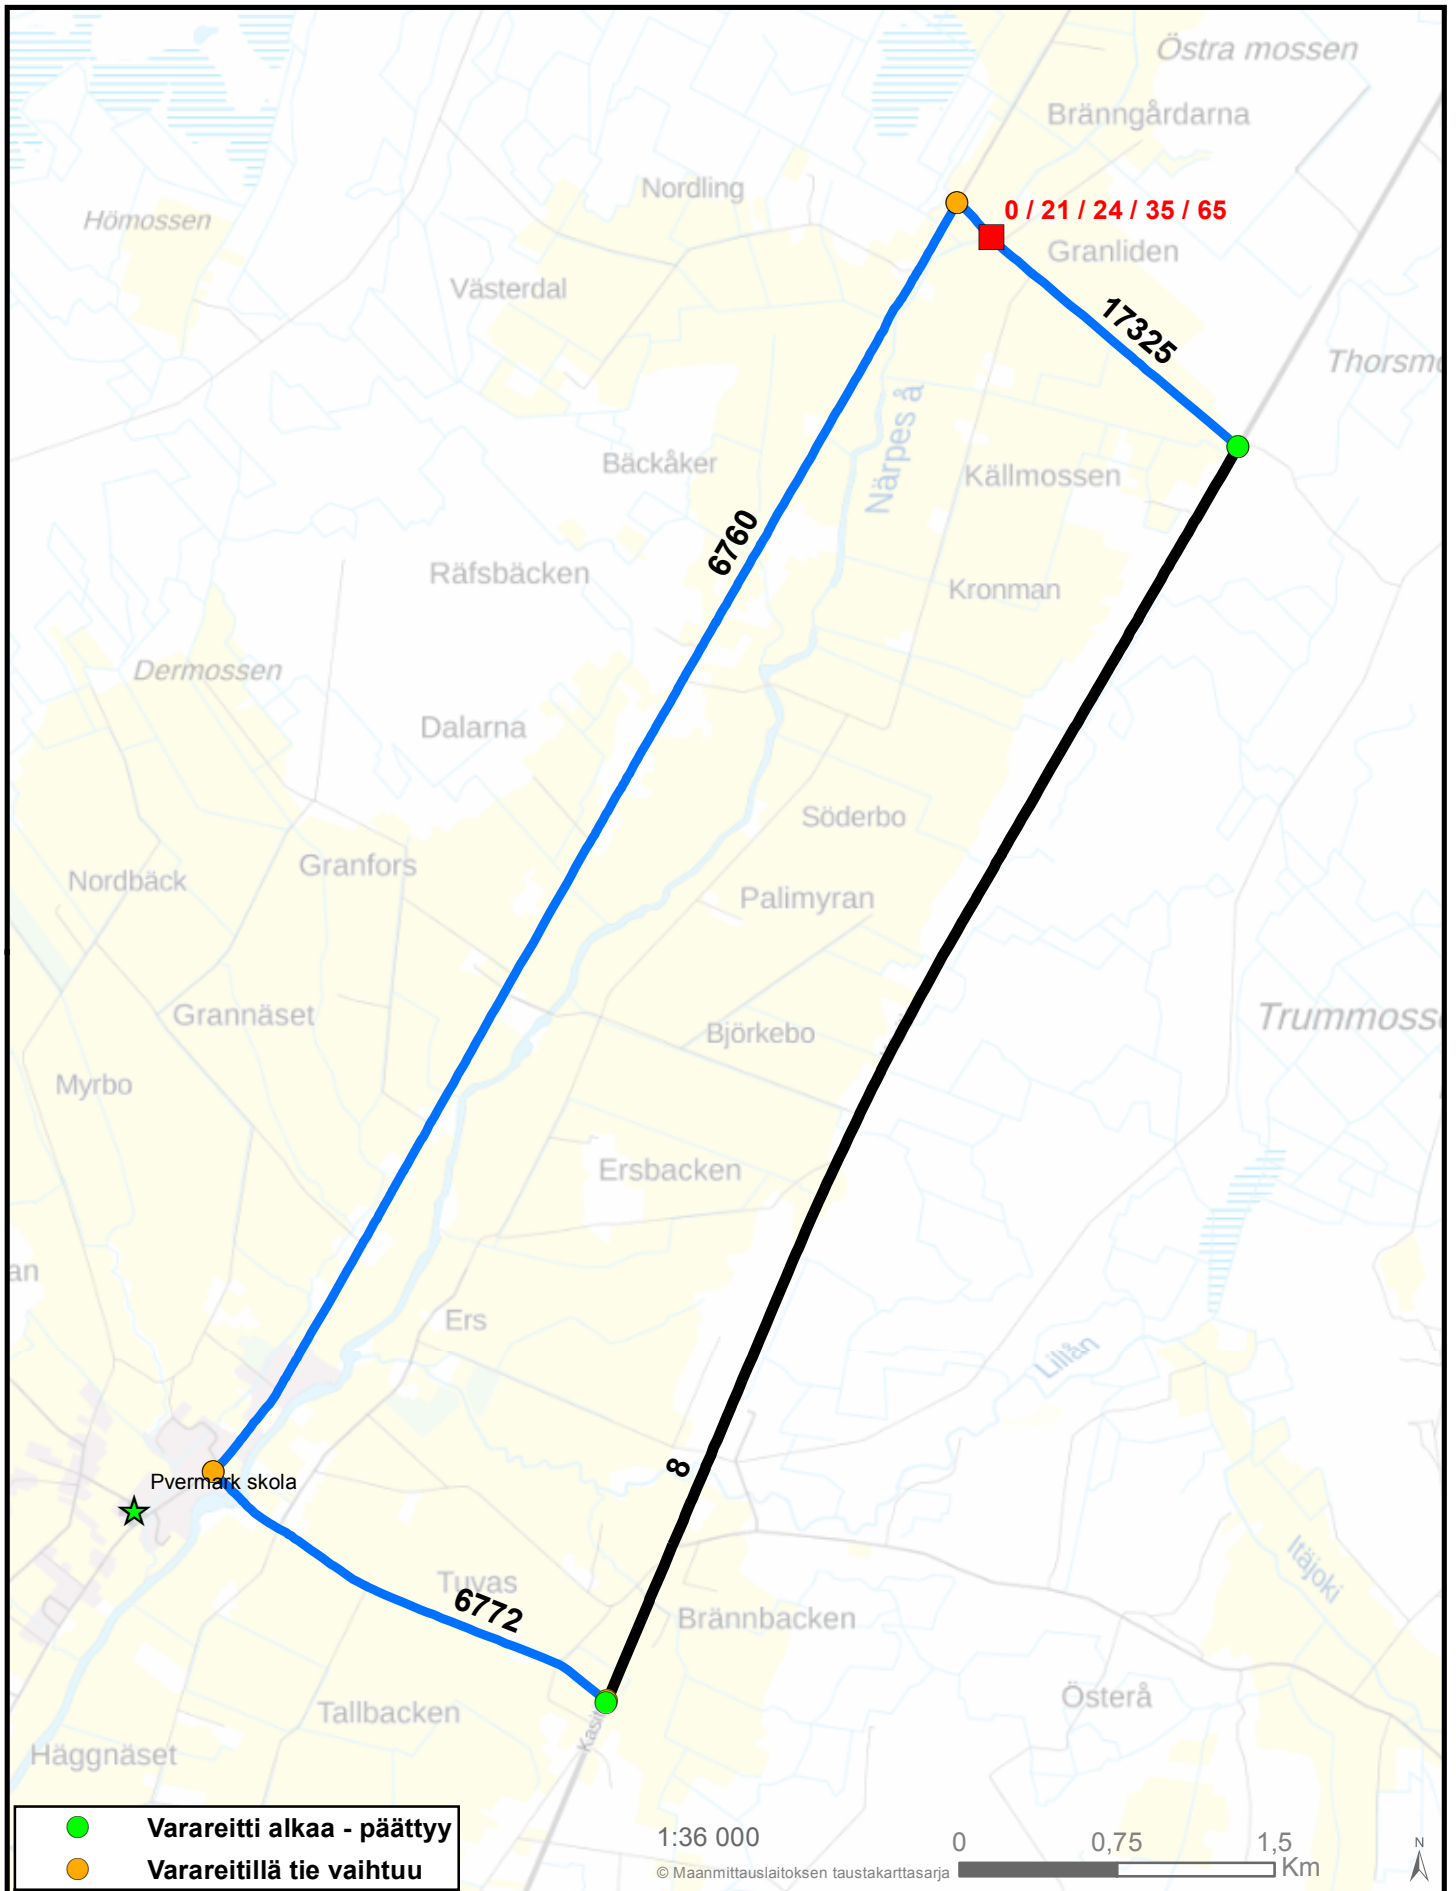 Östra mossen
Bränngårdarna
Nordling
0 / 21 / 24 / 35 / 65
Hömossen
Granliden
Västerdal
17325
Thorsmo
Närpes å
Bäckåker
Källmossen
6760
Räfsbäcken
Kronman
Dermossen
Dalarna
Söderbo
Granfors
Nordbäck
Palimyran
Grannäset
Björkebo
Trummoss
Myrbo
Ersbacken
an
Ers
Lillån
8
Pvermark skola
Itäjoki
Tuvas
6772
Brännbacken
Österå
Tallbacken
Kasit
Häggnäset
Varareitti alkaa - päättyy
Varareitillä tie vaihtuu
1:36 000
© Maanmittauslaitoksen taustakarttasarja
0 0,75 1,5
Km
N